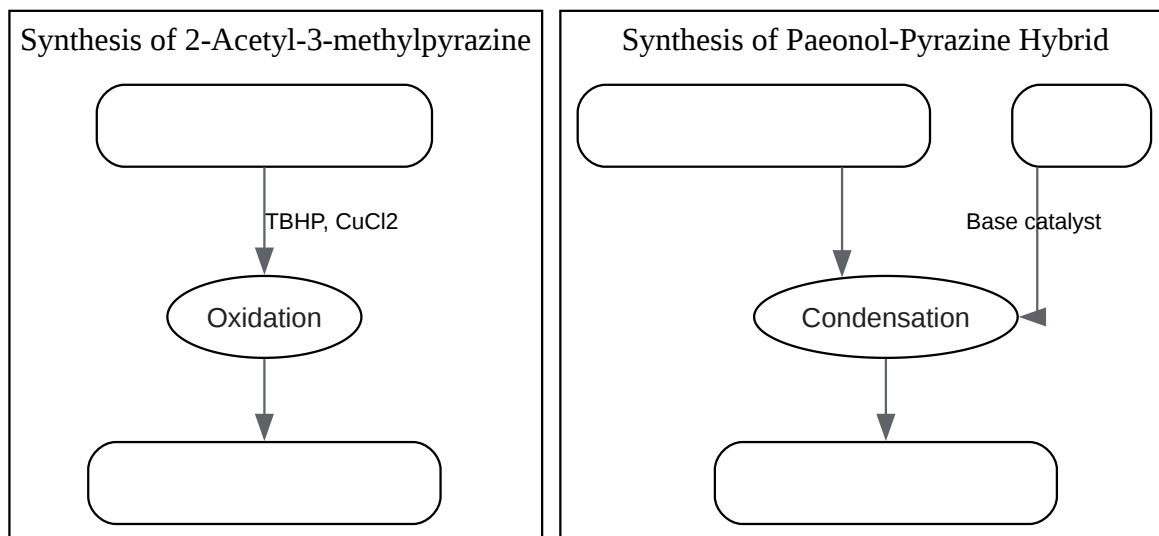 Synthesis of 2-Acetyl-3-methylpyrazine
TBHP, CuCl2
Oxidation
Synthesis of Paeonol-Pyrazine Hybrid
Base catalyst
Condensation